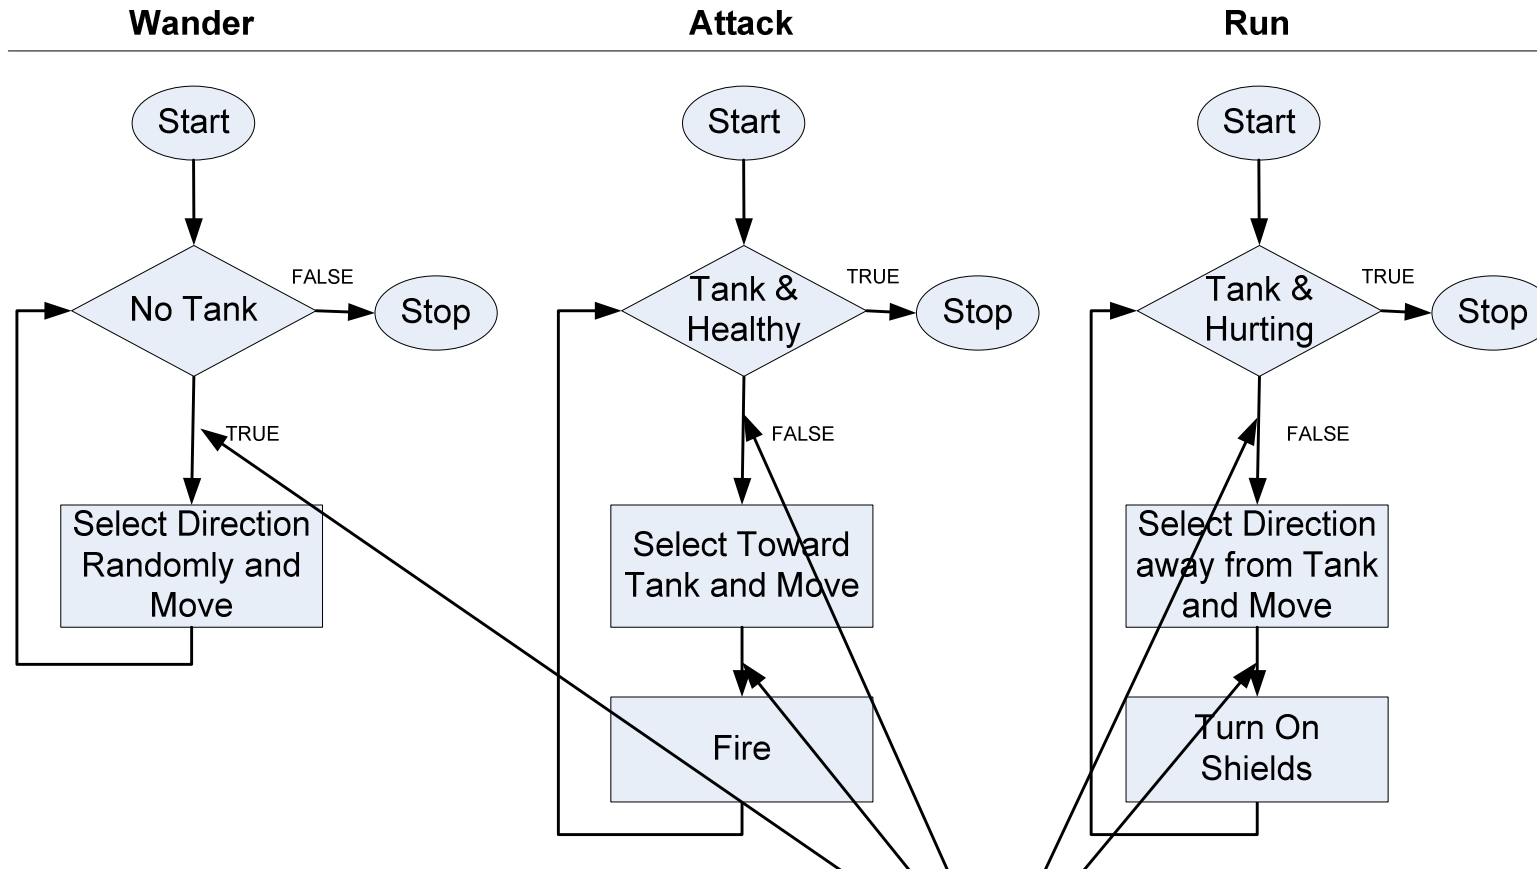 Wander
Attack
Run
Start
Start
Start
No Tank
FALSE
Stop
Tank &
Healthy
TRUE
Stop
Tank &
Hurting
TRUE
Stop
TRUE
FALSE
FALSE
Select Direction
Randomly and
Move
Select Toward
Tank and Move
Select Direction
away from Tank
and Move
Fire
Turn On
Shields